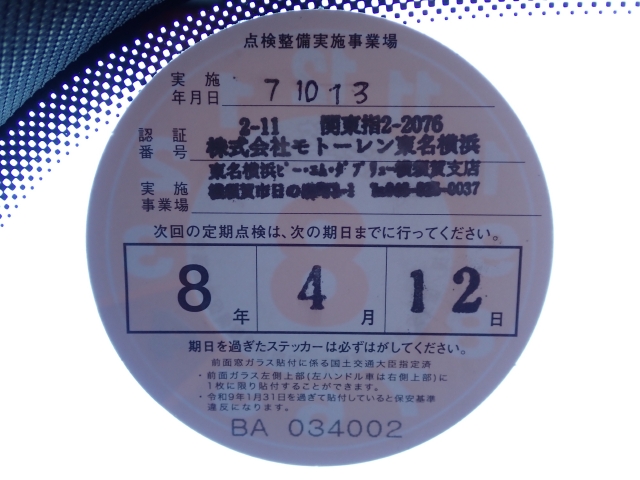 点検整備実施事業場
実施
年月日
7 10 13
認証
番号
2-11 関東指2-2076
株式会社モトーレン東名横浜
東名横浜ビー・エム・ダブリュー横須賀支店
実施
事業場
横須賀市日の出町
次回の定期点検は、次の期日までに行ってください。
8年 4月 12日
期日を過ぎたステッカーは必ずはがしてください。
前面窓ガラス貼付に係る国土交通大臣指定済
・前面ガラス左側上部(左ハンドル車は右側上部)に
1枚に限り貼付することができます。
・令和9年1月31日を過ぎて貼付していると保安基準
違反になります。
BA 034002